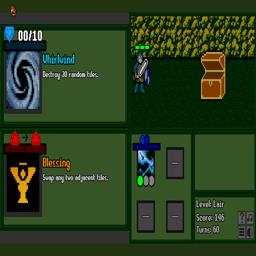 00/10
Whirlwind
Destroy 30 random tiles.
Blessing
Swap any two adjacent tiles.
Level: Lair
Score: 146
Turns: 60